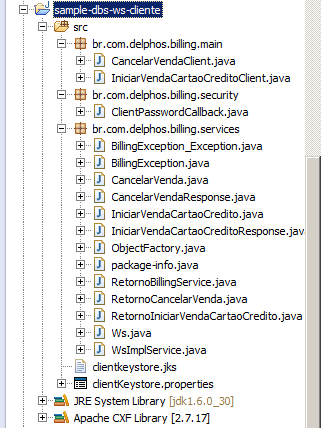 sample-dbs-ws-cliente
src
br.com.delphos.billing.main
CancelarVendaClient.java
IniciarVendaCartaoCreditoClient.java
br.com.delphos.billing.security
ClientPasswordCallback.java
br.com.delphos.billing.services
BillingException_Exception.java
BillingException.java
CancelarVenda.java
CancelarVendaResponse.java
IniciarVendaCartaoCredito.java
IniciarVendaCartaoCreditoResponse.java
ObjectFactory.java
package-info.java
RetornoBillingService.java
RetornoCancelarVenda.java
RetornoIniciarVendaCartaoCredito.java
Ws.java
WsImplService.java
clientkeystore.jks
clientKeystore.properties
JRE System Library [jdk1.6.0_30]
Apache CXF Library [2.7.17]